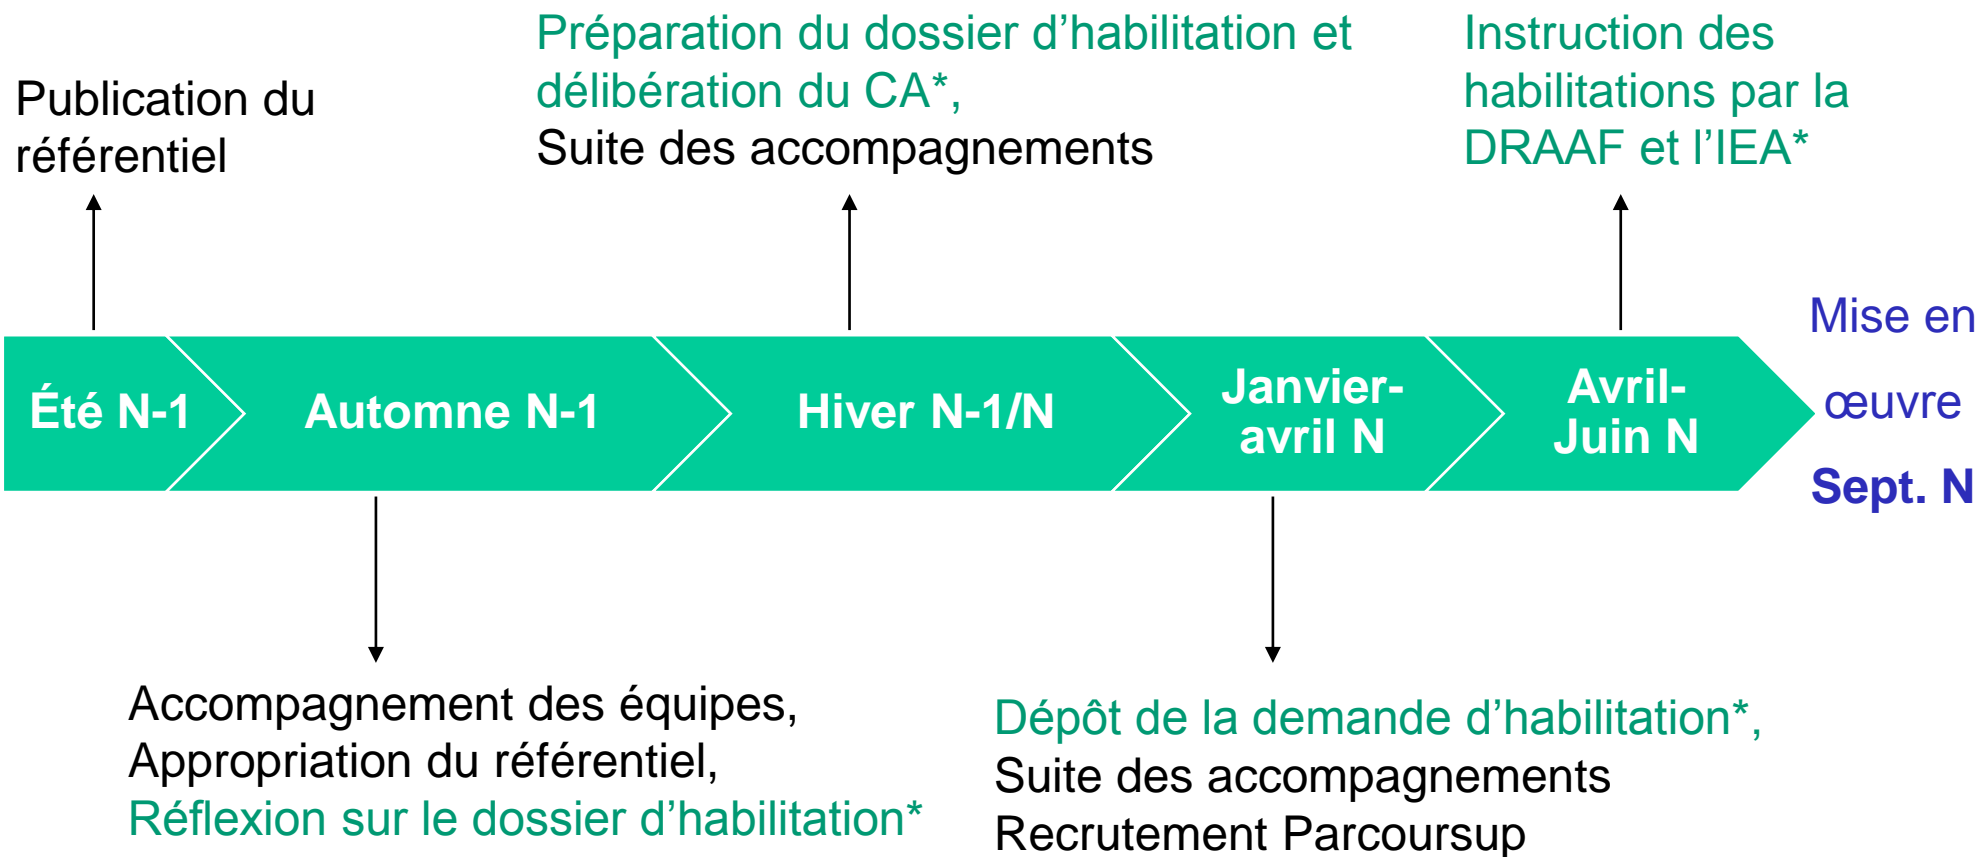 Publication du
référentiel
Préparation du dossier d’habilitation et
délibération du CA*,
Suite des accompagnements
Instruction des
habilitations par la
DRAAF et l’IEA*
Été N-1
Automne N-1
Hiver N-1/N
Janvier-
avril N
Avril-
Juin N
Mise en
œuvre
Sept. N
Accompagnement des équipes,
Appropriation du référentiel,
Réflexion sur le dossier d’habilitation*
Dépôt de la demande d’habilitation*,
Suite des accompagnements
Recrutement Parcoursup